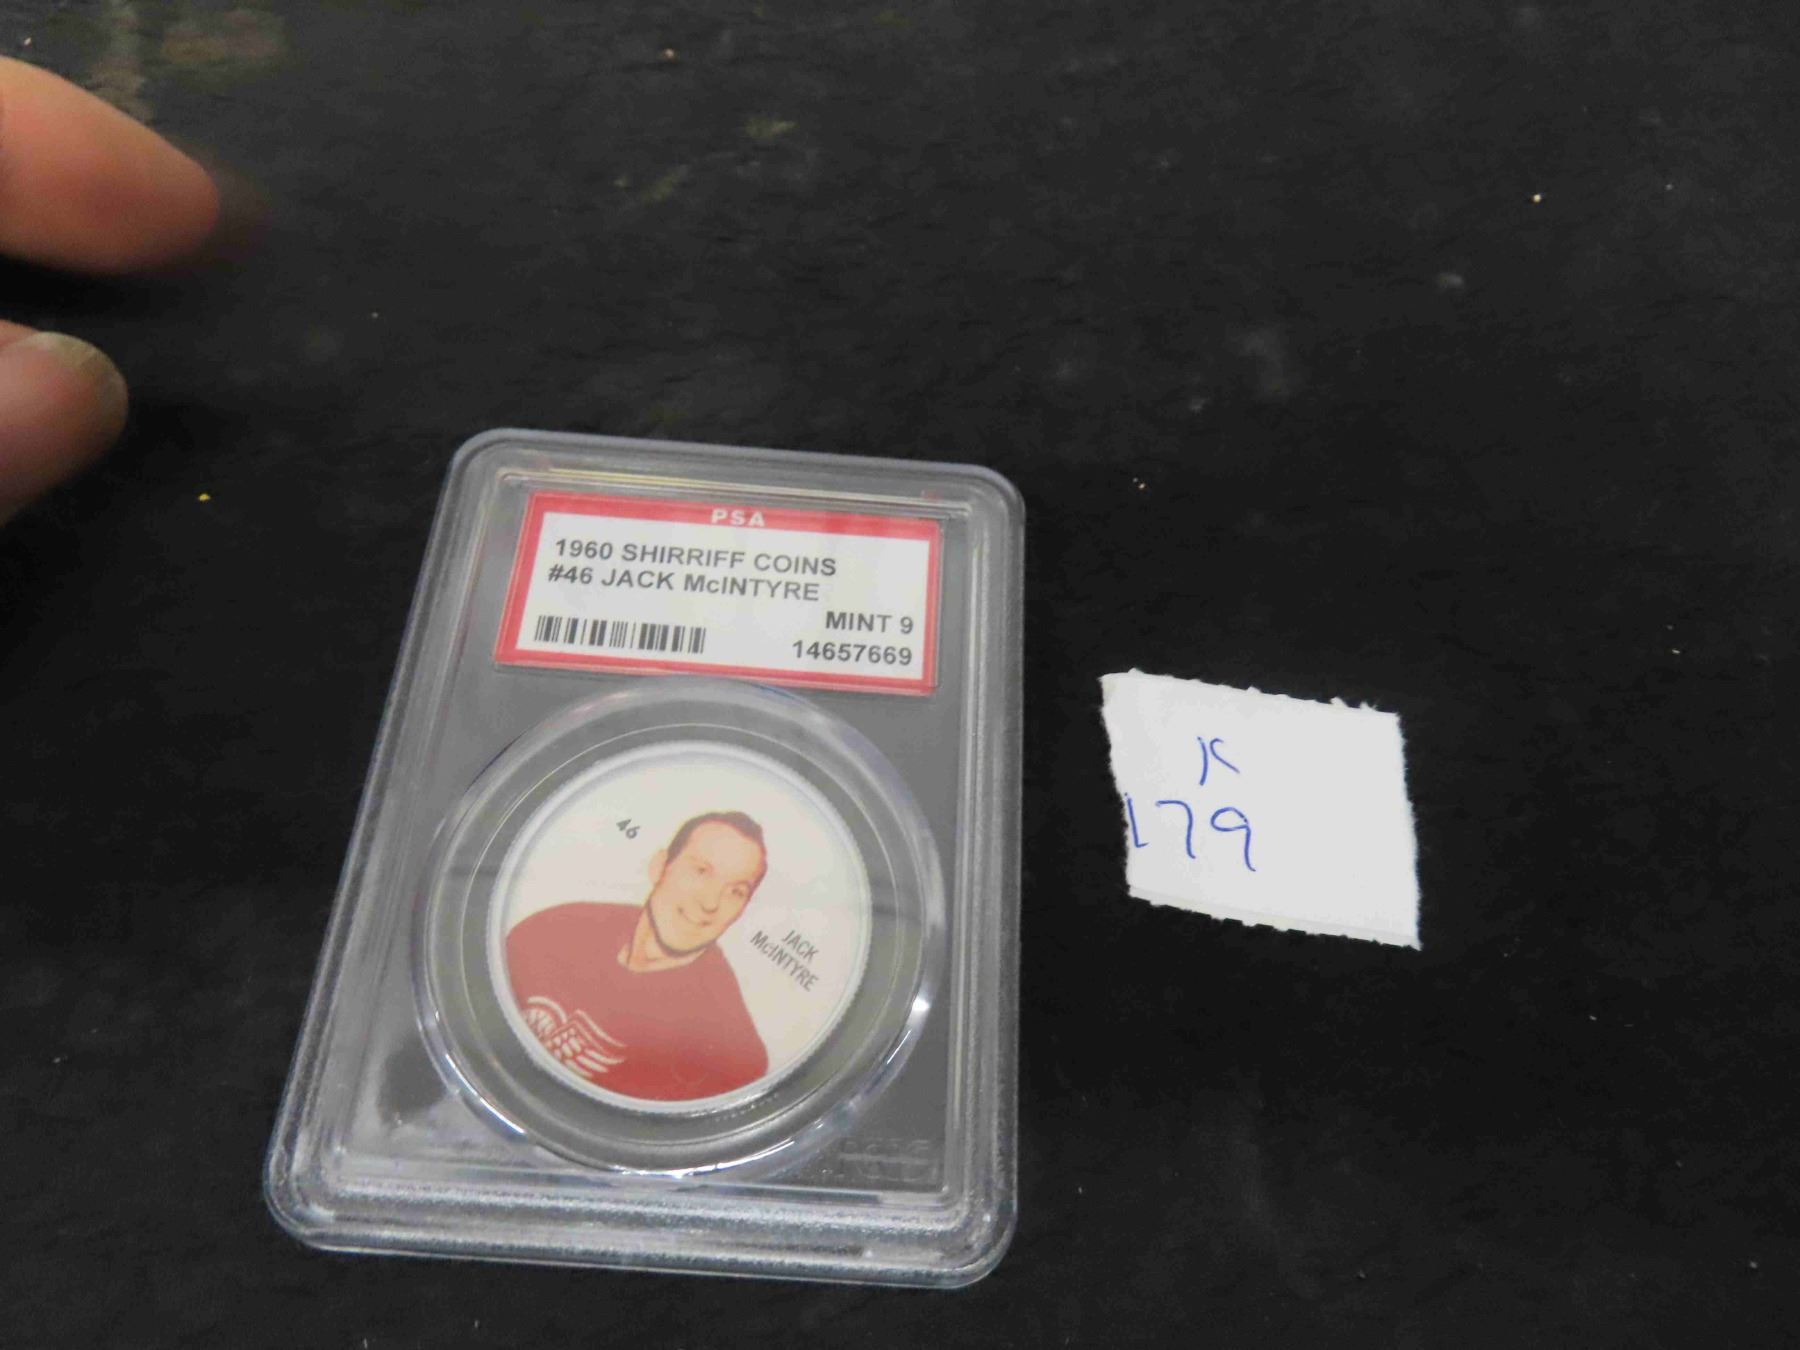 PSA
1960 SHIRRIFF COINS
#46 JACK McINTYRE
MINT 9
14657669
46
JACK
McINTYRE
K
179